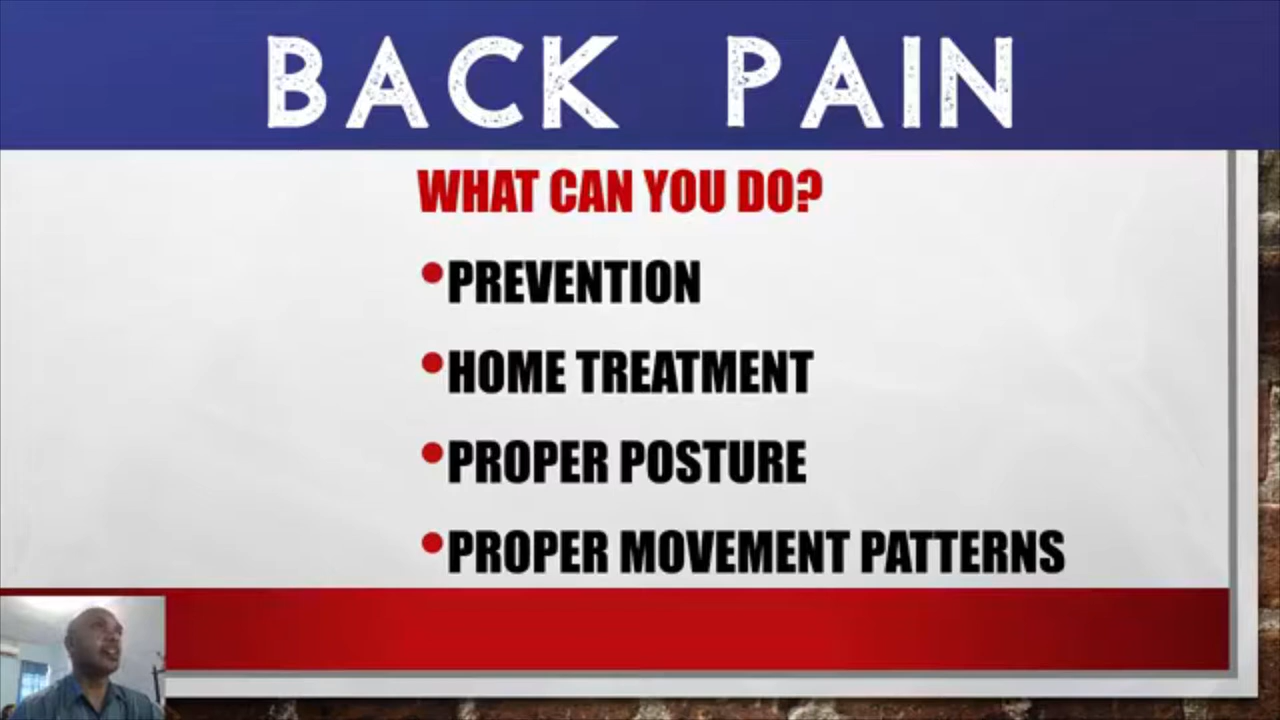 BACK PAIN
WHAT CAN YOU DO?
•PREVENTION
•HOME TREATMENT
•PROPER POSTURE
•PROPER MOVEMENT PATTERNS